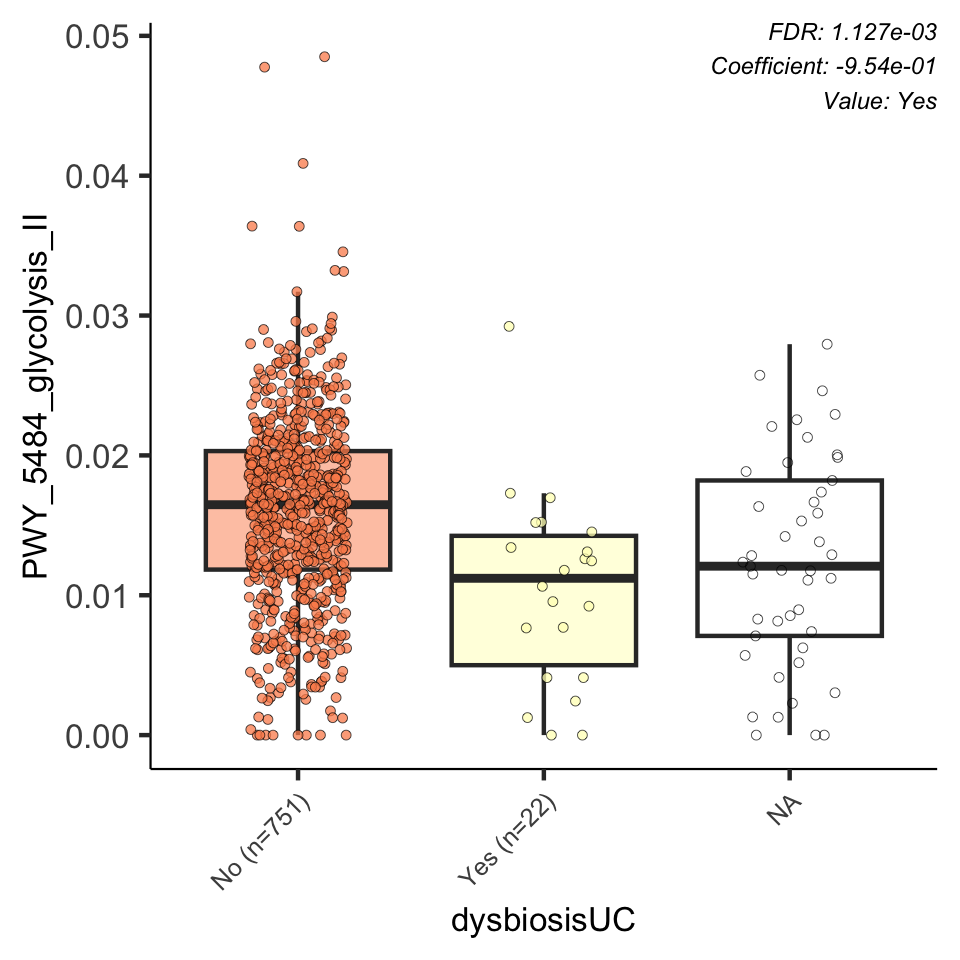 FDR: 1.127e-03
Coefficient: -9.54e-01
Value: Yes
PWY_5484_glycolysis_II
0.05
0.04
0.03
0.02
0.01
0.00
No (n=751)
Yes (n=22)
NA
dysbiosisUC